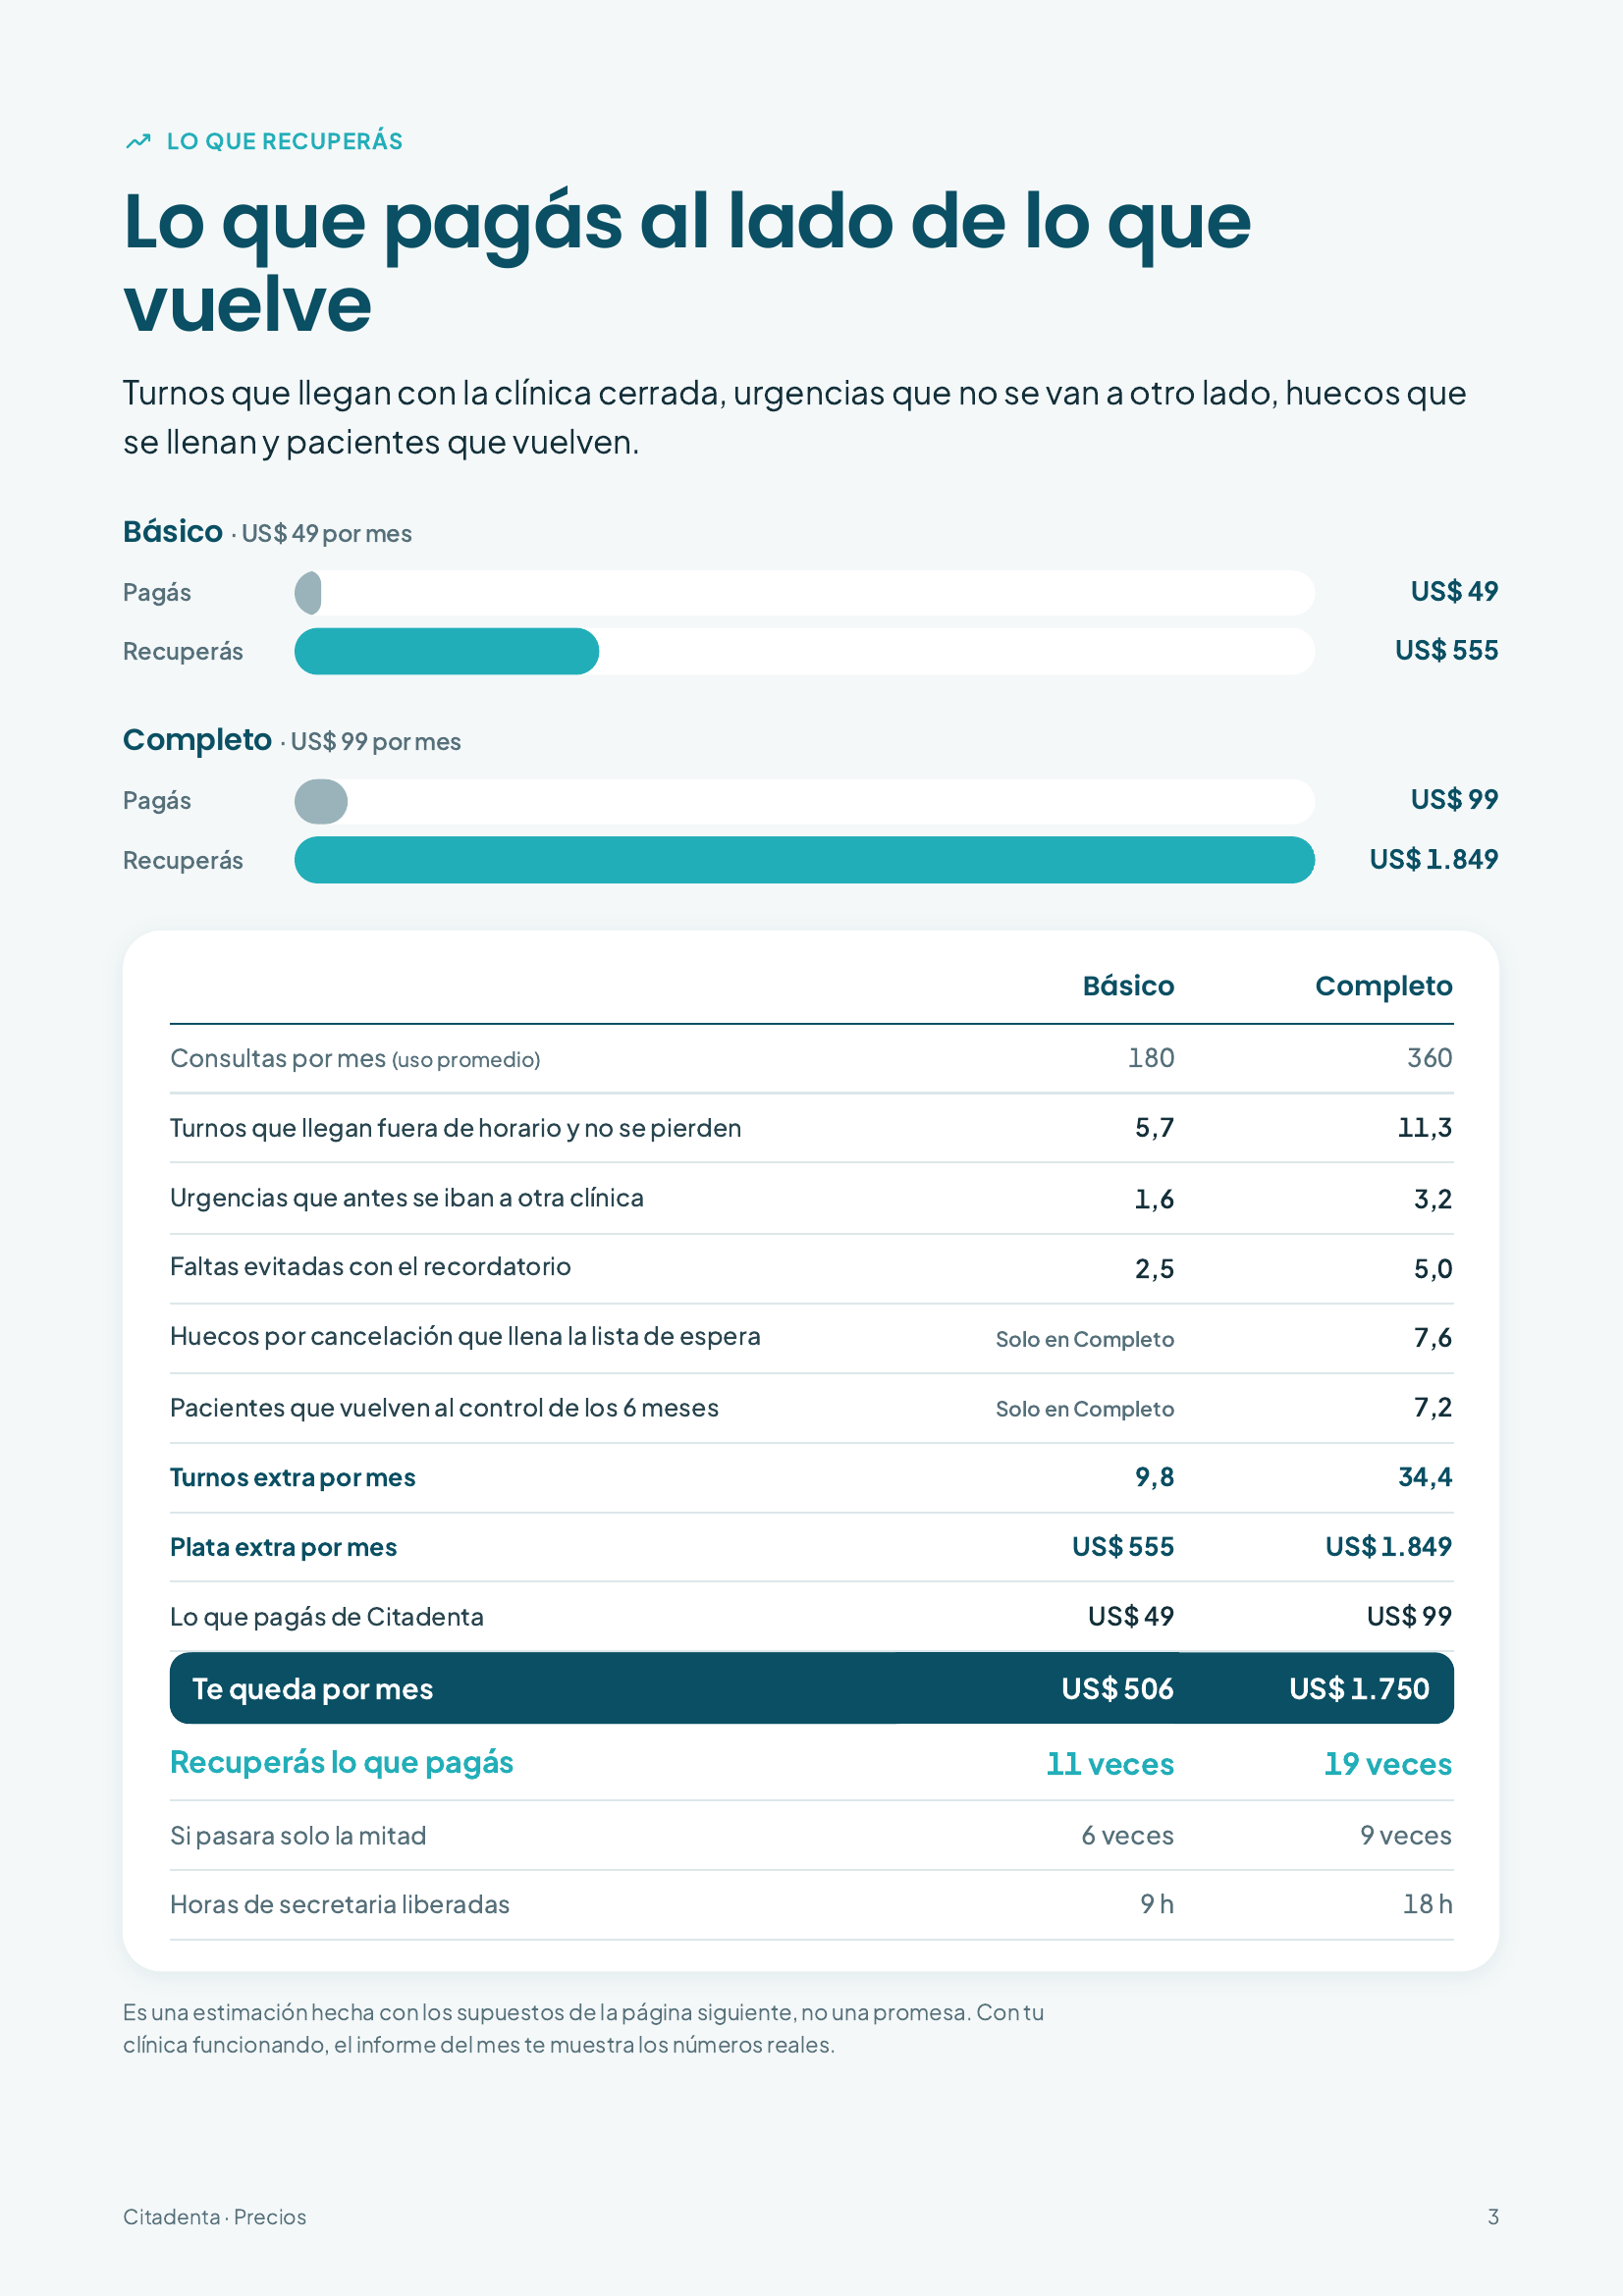 LO QUE RECUPERÁS
Lo que pagás al lado de lo que
vuelve
Turnos que llegan con la clínica cerrada, urgencias que no se van a otro lado, huecos que
se llenan y pacientes que vuelven.
Básico · US$ 49 por mes
Pagás US$ 49
Recuperás US$ 555
Completo · US$ 99 por mes
Pagás US$ 99
Recuperás US$ 1.849
Básico Completo
Consultas por mes (uso promedio) 180 360
Turnos que llegan fuera de horario y no se pierden 5,7 11,3
Urgencias que antes se iban a otra clínica 1,6 3,2
Faltas evitadas con el recordatorio 2,5 5,0
Huecos por cancelación que llena la lista de espera Solo en Completo 7,6
Pacientes que vuelven al control de los 6 meses Solo en Completo 7,2
Turnos extra por mes 9,8 34,4
Plata extra por mes US$ 555 US$ 1.849
Lo que pagás de Citadenta US$ 49 US$ 99
Te queda por mes US$ 506 US$ 1.750
Recuperás lo que pagás 11 veces 19 veces
Si pasara solo la mitad 6 veces 9 veces
Horas de secretaria liberadas 9 h 18 h
Es una estimación hecha con los supuestos de la página siguiente, no una promesa. Con tu
clínica funcionando, el informe del mes te muestra los números reales.
Citadenta · Precios 3